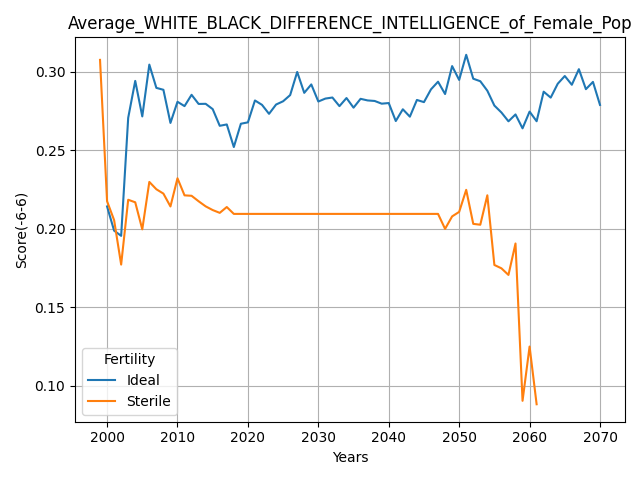 Average_WHITE_BLACK_DIFFERENCE_INTELLIGENCE_of_Female_Pop
Score(-6-6)
0.30
0.25
0.20
0.15
0.10
Fertility
Ideal
Sterile
2000 2010 2020 2030 2040 2050 2060 2070
Years